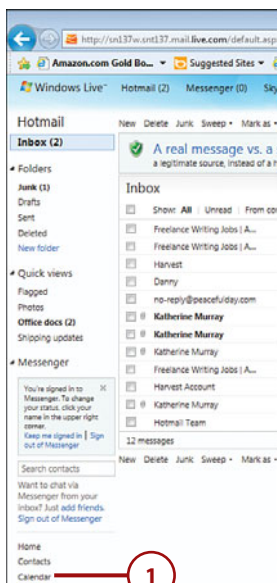 http://sn137w.snt137.mail.live.com/default.asp
Amazon.com Gold Bo... Suggested Sites
Windows Live™ Hotmail (2) Messenger (0) Sky
Hotmail
New Delete Junk Sweep Mark as
Inbox (2)
A real message vs. a
a legitimate source, instead of a h
Folders
Junk (1)
Drafts
Sent
Deleted
New folder
Inbox
Show: All Unread From con
Freelance Writing Jobs | A...
Freelance Writing Jobs | A...
Harvest
Danny
no-reply@peacefulday.com
Katherine Murray
Katherine Murray
Katherine Murray
Freelance Writing Jobs | A...
Harvest Account
Katherine Murray
Hotmail Team
12 messages
New Delete Junk Sweep Mark as
Quick views
Flagged
Photos
Office docs (2)
Shipping updates
Messenger
You're signed in to
Messenger. To change
your status, click your
name in the upper right
corner.
Keep me signed in | Sign
out of Messenger
Search contacts
Want to chat via
Messenger from your
inbox? Just add friends.
Sign out of Messenger
Home
Contacts
Calendar
1